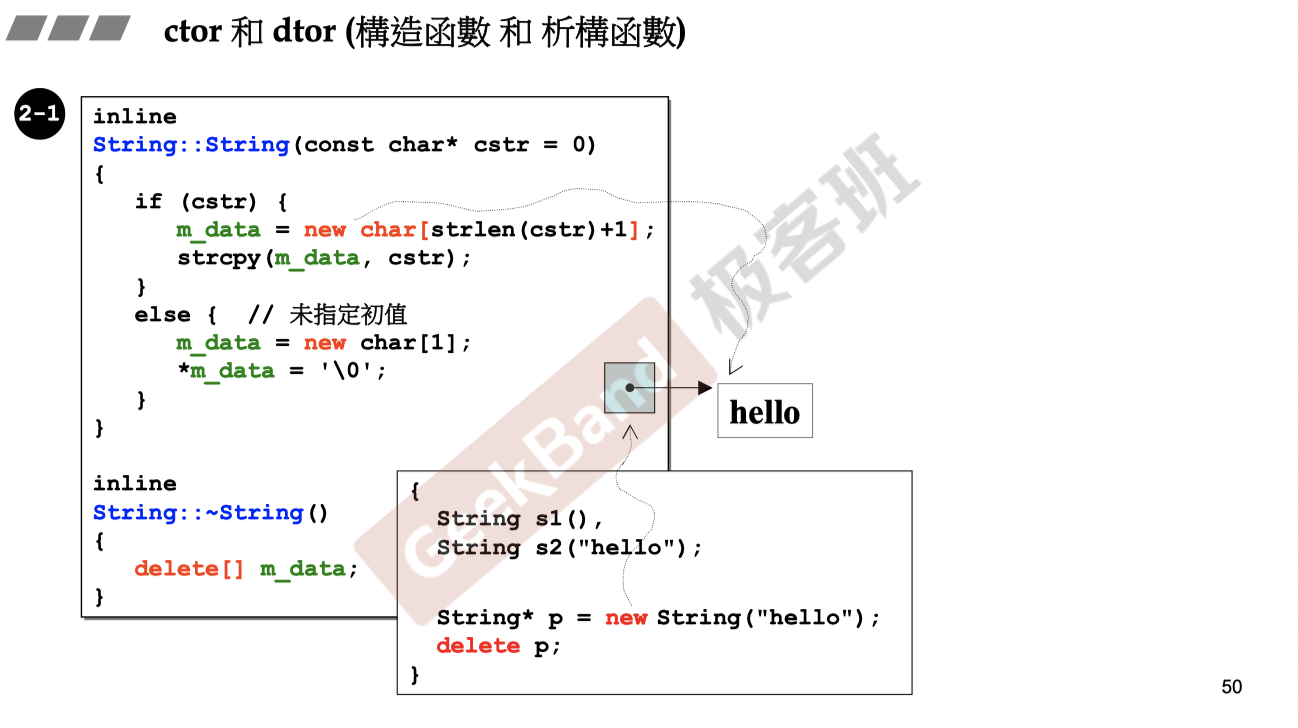 ctor 和 dtor (構造函數 和 析構函數)
2-1
inline
String::String(const char* cstr = 0)
{
   if (cstr) {
      m_data = new char[strlen(cstr)+1];
      strcpy(m_data, cstr);
   }
   else {  // 未指定初值
      m_data = new char[1];
      *m_data = '\0';
   }
}
inline
String::~String()
{
   delete[] m_data;
}
hello
{
  String s1(),
  String s2("hello");
  String* p = new String("hello");
  delete p;
}
GeekBand 极客班
50